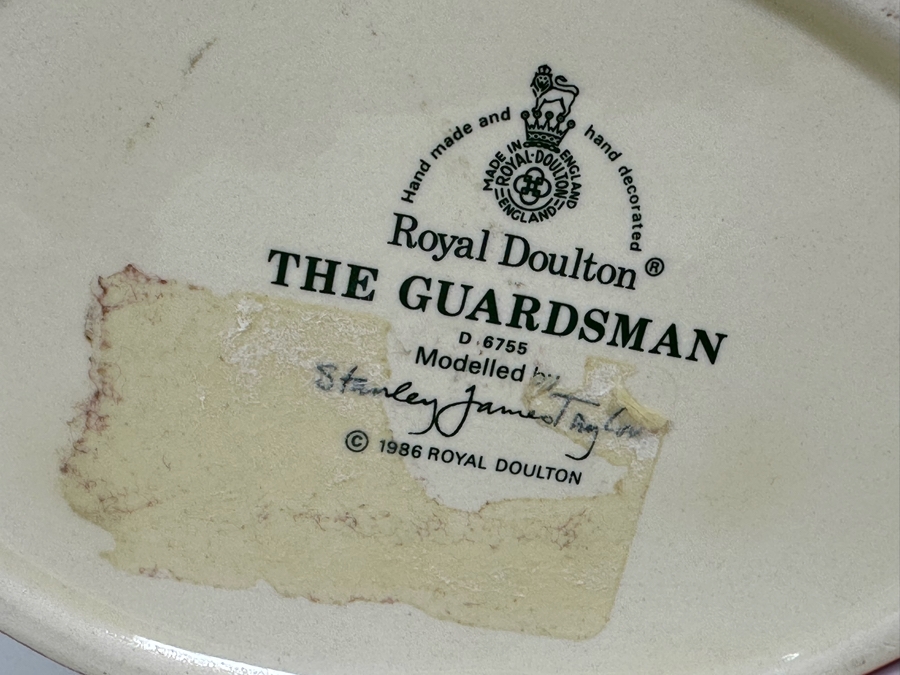 Hand made and hand decorated
MADE IN ENGLAND
ROYAL·DOULTON
ENGLAND
Royal Doulton®
THE GUARDSMAN
D.6755
Modelled by
Stanley James Taylor
© 1986 ROYAL DOULTON